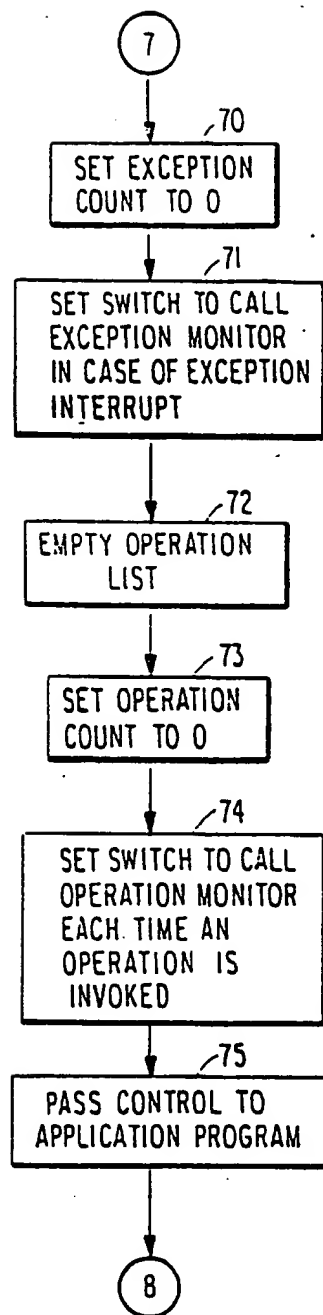 7
70
SET EXCEPTION
COUNT TO 0
71
SET SWITCH TO CALL
EXCEPTION MONITOR
IN CASE OF EXCEPTION
INTERRUPT
72
EMPTY OPERATION
LIST
73
SET OPERATION
COUNT TO 0
74
SET SWITCH TO CALL
OPERATION MONITOR
EACH TIME AN
OPERATION IS
INVOKED
75
PASS CONTROL TO
APPLICATION PROGRAM
8